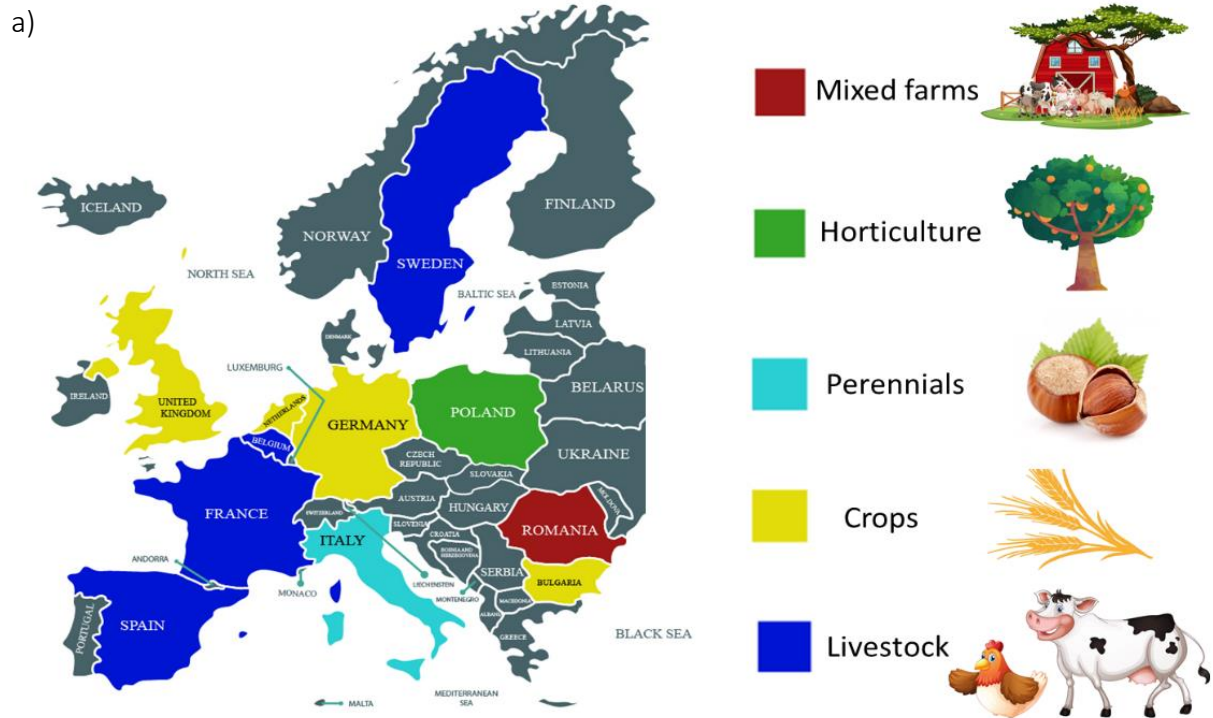 a)
ICELAND
NORWAY
FINLAND
SWEDEN
NORTH SEA
BALTIC SEA
ESTONIA
LATVIA
LITHUANIA
DENMARK
BELARUS
LUXEMBURG
IRELAND
UNITED
KINGDOM
NETHERLANDS
BELGIUM
GERMANY
POLAND
UKRAINE
CZECH
REPUBLIC
SLOVAKIA
AUSTRIA
HUNGARY
MOLDOVA
FRANCE
SWITZERLAND
SLOVENIA
CROATIA
ROMANIA
ITALY
BOSNIA AND
HERZEGOVINA
SERBIA
BULGARIA
ANDORRA
MONACO
LIECHENSTEIN
MONTENEGRO
MACEDONIA
ALBANIA
GREECE
PORTUGAL
SPAIN
BLACK SEA
MEDITERRANEAN
SEA
MALTA
Mixed farms
Horticulture
Perennials
Crops
Livestock